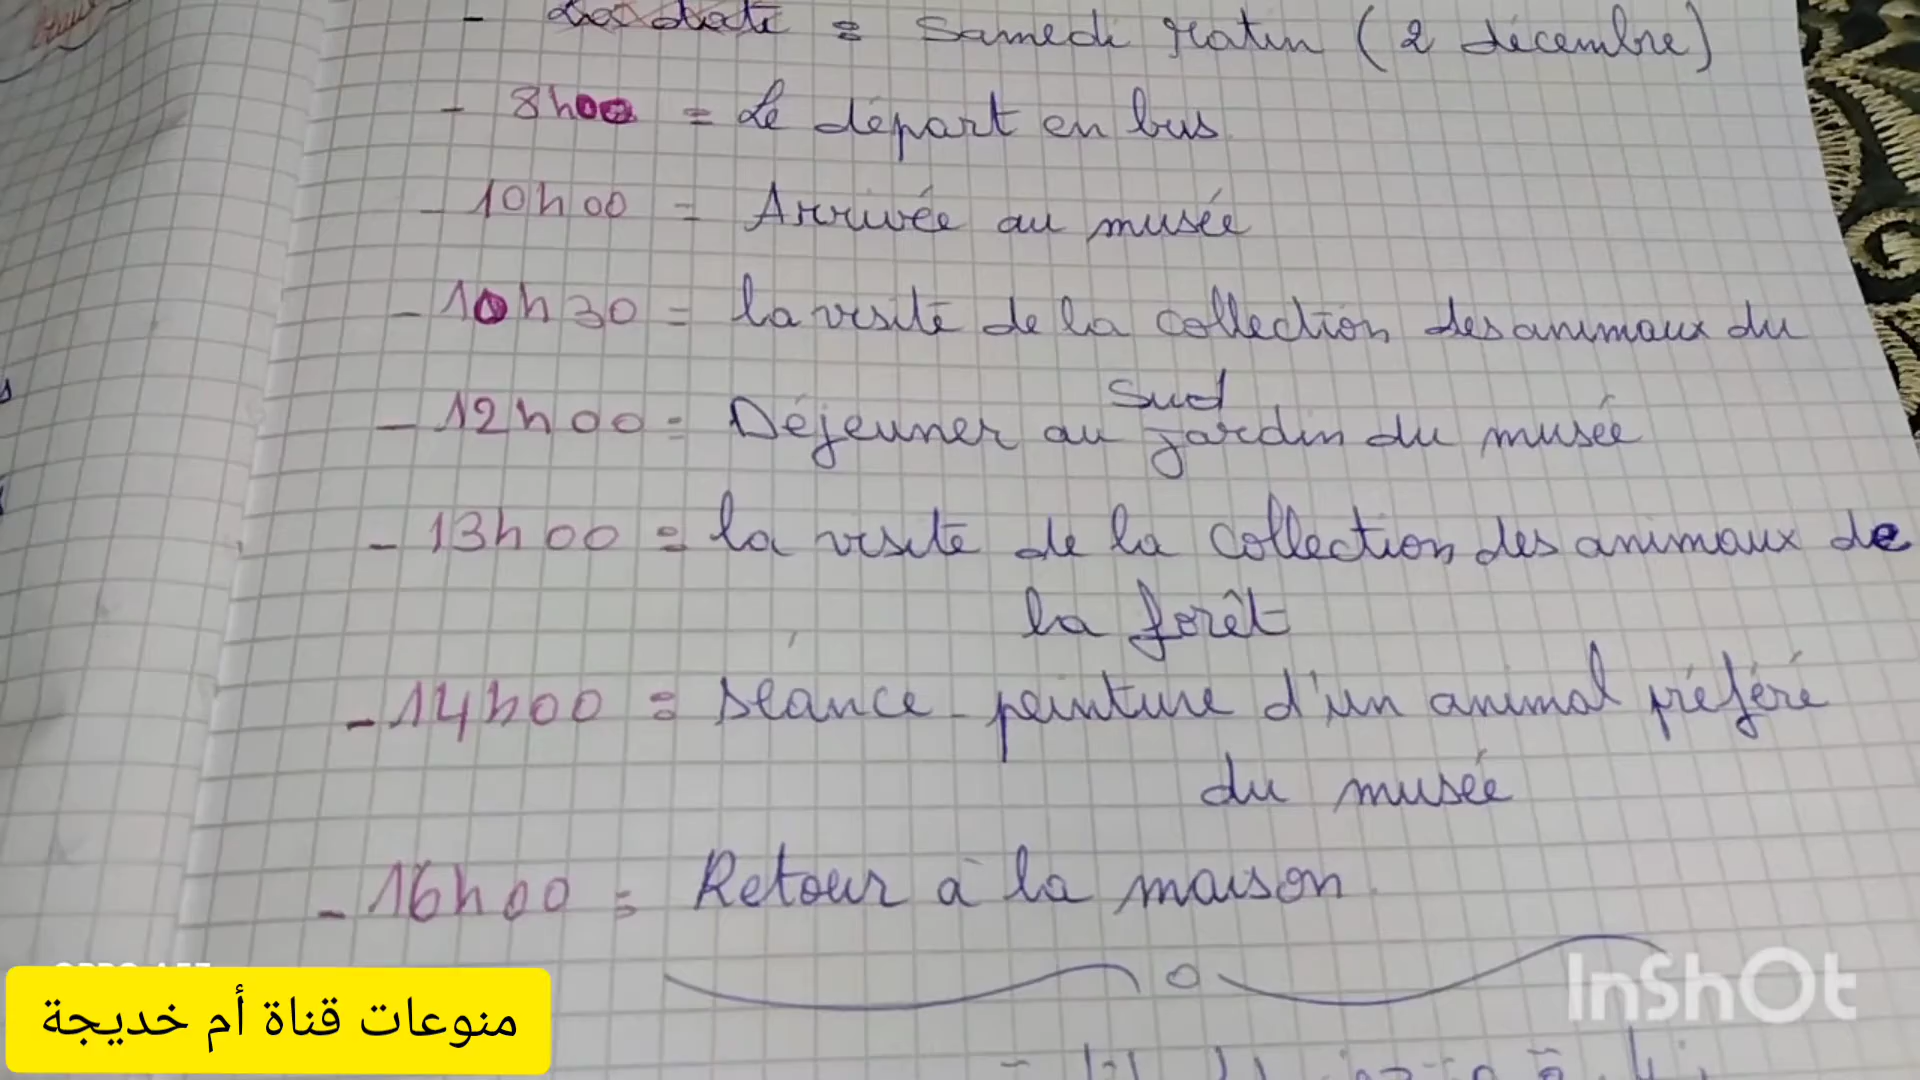 - La date = Samedi Matin (2 décembre)
- 8h00 = Le départ en bus.
- 10h00 = Arrivée au musée
- 10h30 = la visite de la collection des animaux du
Sud
- 12h00 = Déjeuner au jardin du musée
- 13h00 = la visite de la collection des animaux de
la forêt
- 14h00 = séance peinture d'un animal préféré
du musée
- 16h00 = Retour à la maison.
InShOt
منوعات قناة أم خديجة